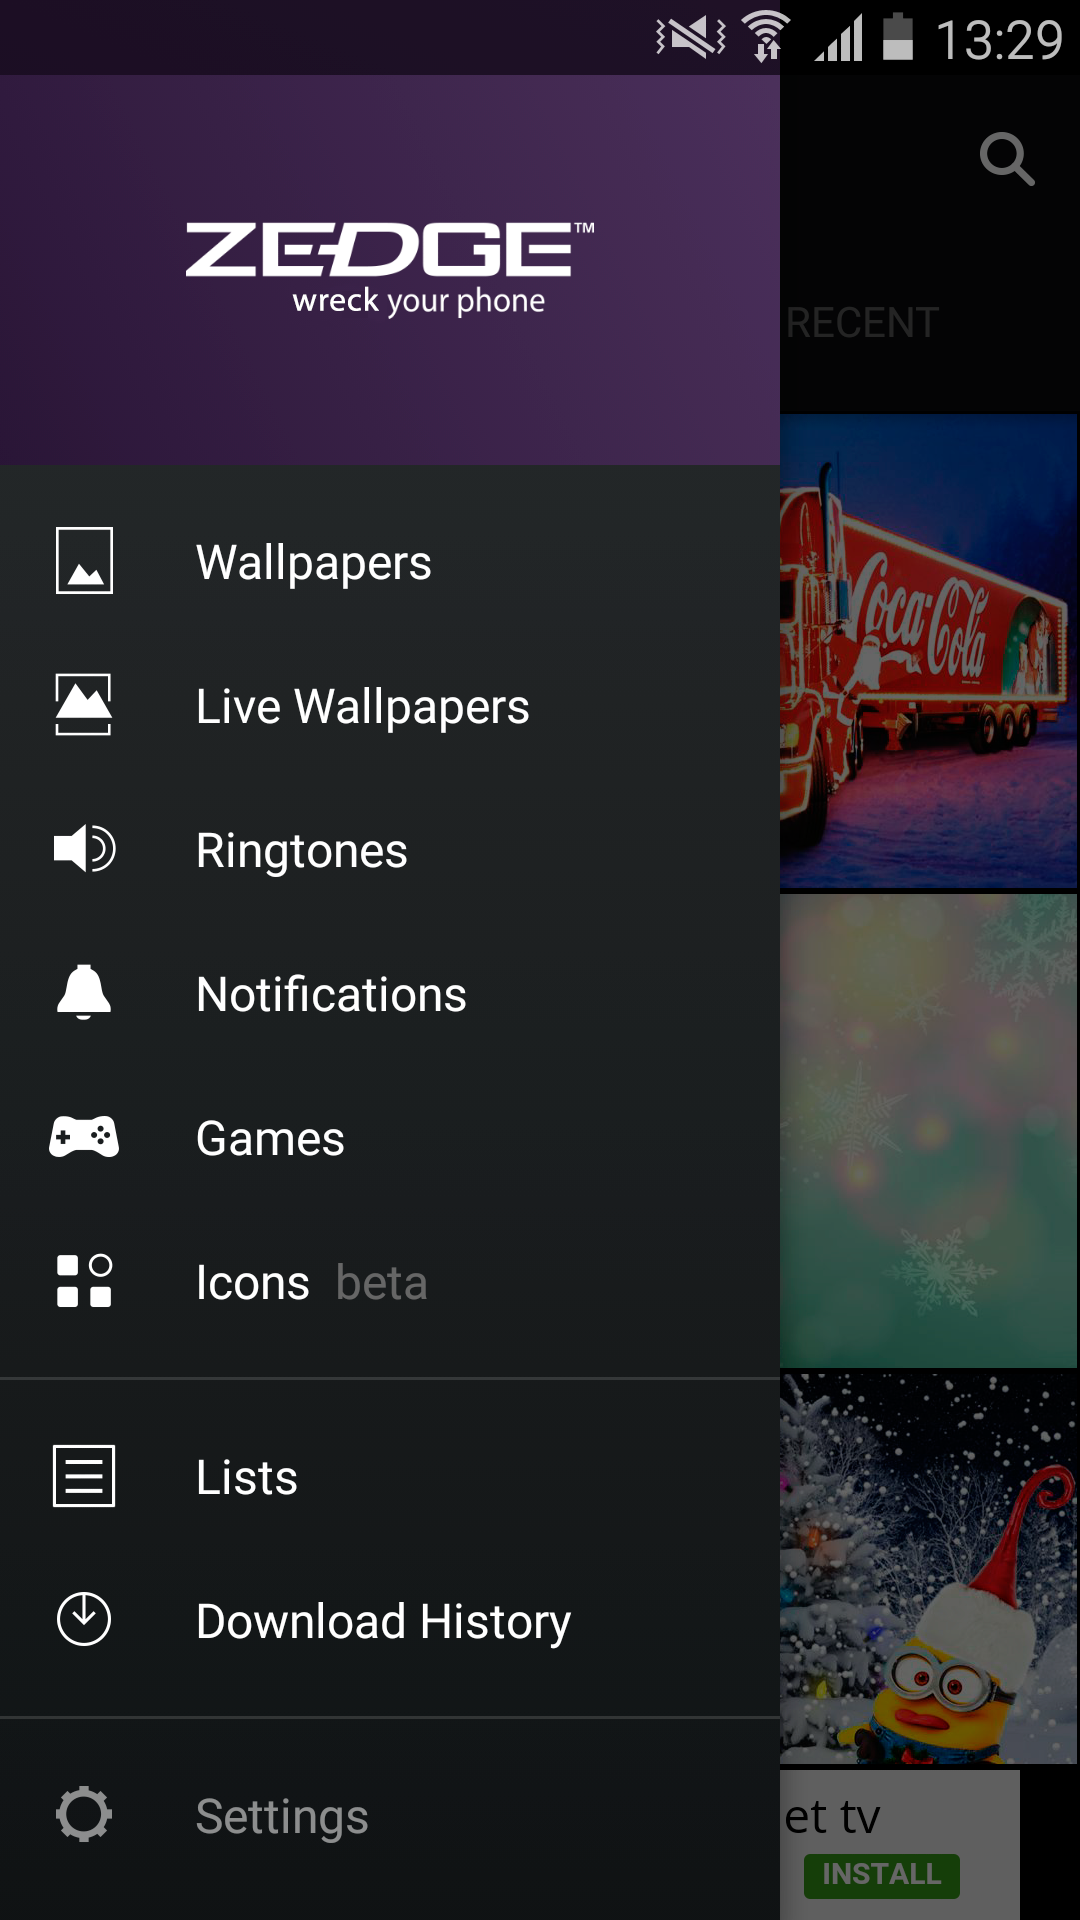 13:29
ZEDGE™
wreck your phone
RECENT
Wallpapers
Coca-Cola
Live Wallpapers
Ringtones
Notifications
Games
Icons beta
Lists
Download History
Settings
et tv
INSTALL